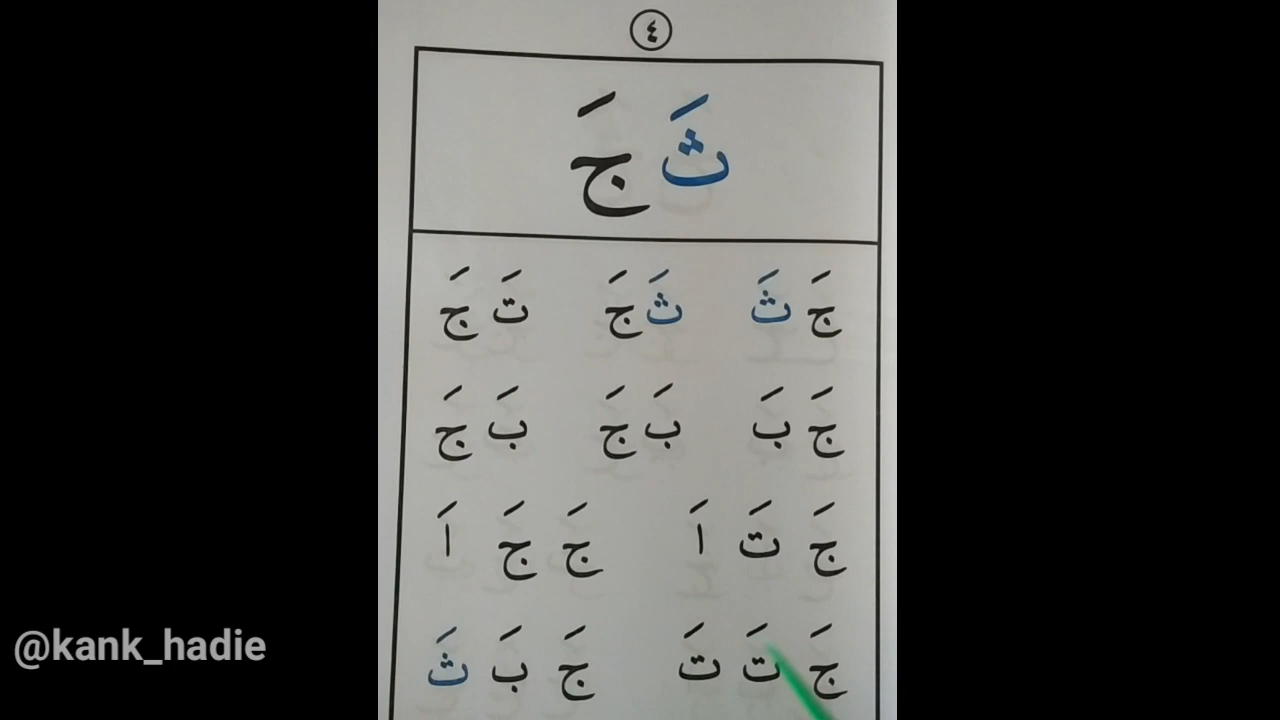 ٤
ثَ جَ
جَ ثَ ثَ جَ تَ جَ
جَ بَ بَ جَ بَ جَ
جَ تَ اَ جَ جَ اَ
جَ تَ تَ جَ بَ ثَ
@kank_hadie